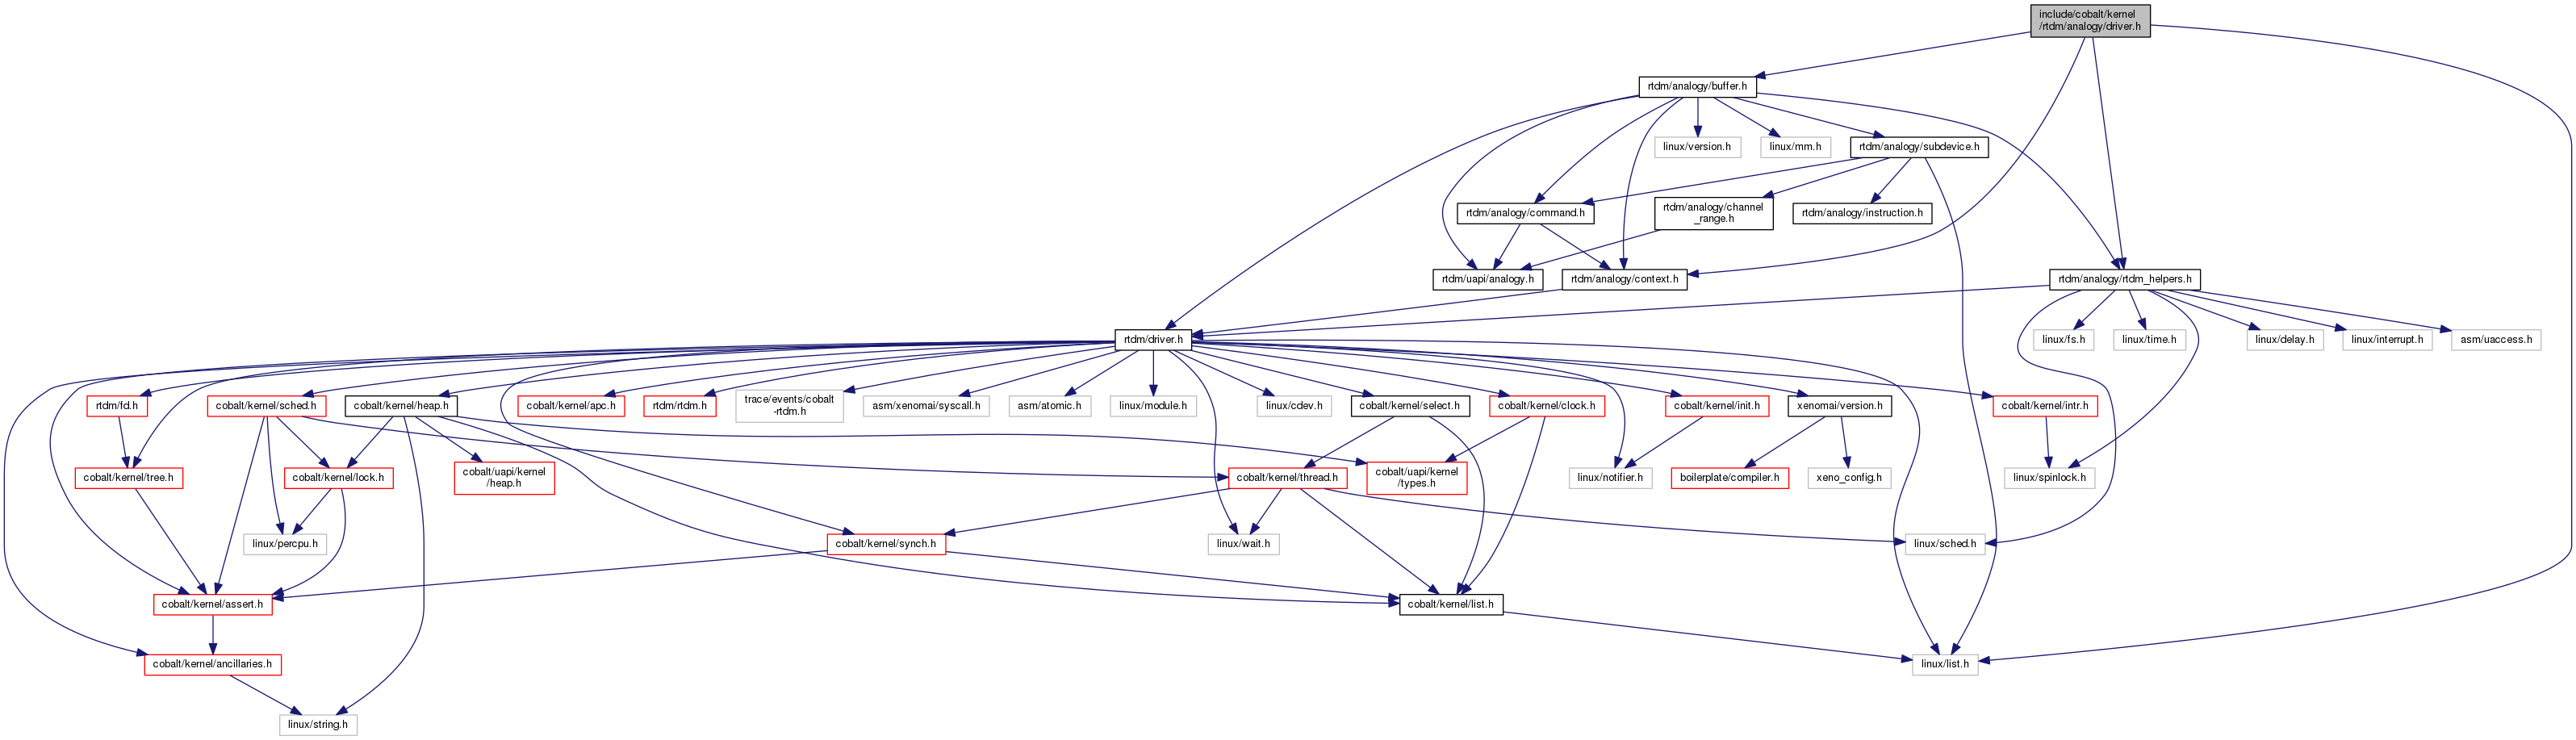 include/cobalt/kernel
/rtdm/analogy/driver.h
rtdm/analogy/buffer.h
linux/version.h
linux/mm.h
rtdm/analogy/subdevice.h
rtdm/analogy/command.h
rtdm/analogy/channel
_range.h
rtdm/analogy/instruction.h
rtdm/uapi/analogy.h
rtdm/analogy/context.h
rtdm/analogy/rtdm_helpers.h
rtdm/driver.h
linux/fs.h
linux/time.h
linux/delay.h
linux/interrupt.h
asm/uaccess.h
rtdm/fd.h
cobalt/kernel/sched.h
cobalt/kernel/heap.h
cobalt/kernel/apc.h
rtdm/rtdm.h
trace/events/cobalt
-rtdm.h
asm/xenomai/syscall.h
asm/atomic.h
linux/module.h
linux/cdev.h
cobalt/kernel/select.h
cobalt/kernel/clock.h
cobalt/kernel/init.h
xenomai/version.h
cobalt/kernel/intr.h
cobalt/kernel/tree.h
cobalt/kernel/lock.h
cobalt/uapi/kernel
/heap.h
cobalt/kernel/thread.h
cobalt/uapi/kernel
/types.h
linux/notifier.h
boilerplate/compiler.h
xeno_config.h
linux/spinlock.h
linux/percpu.h
cobalt/kernel/synch.h
linux/wait.h
linux/sched.h
cobalt/kernel/assert.h
cobalt/kernel/list.h
cobalt/kernel/ancillaries.h
linux/list.h
linux/string.h